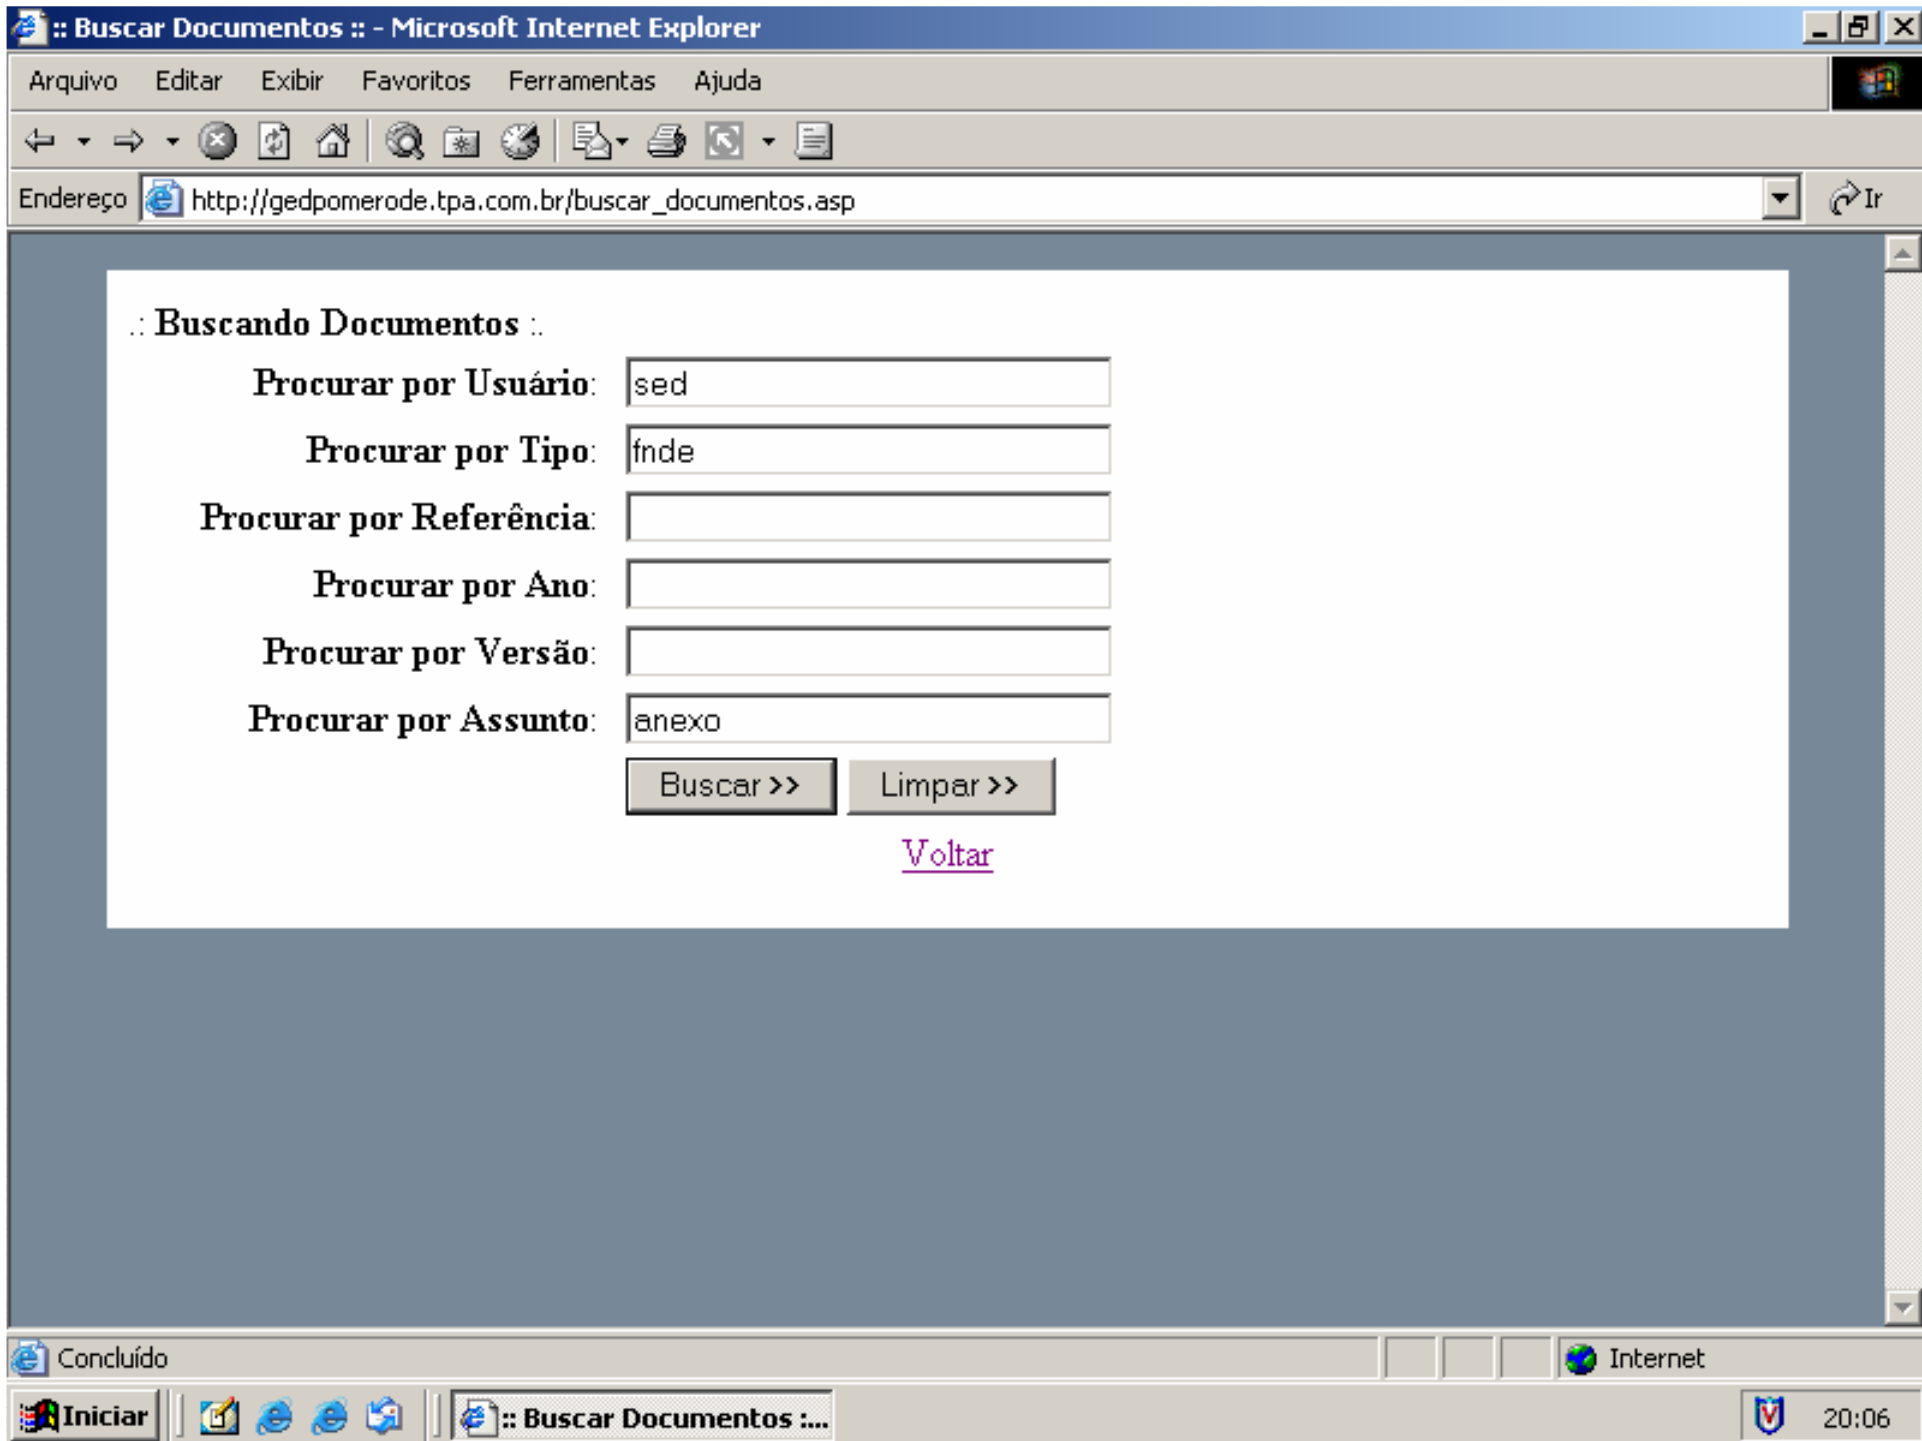 :: Buscar Documentos :: - Microsoft Internet Explorer
Arquivo Editar Exibir Favoritos Ferramentas Ajuda
Endereço http://gedpomerode.tpa.com.br/buscar_documentos.asp Ir
.: Buscando Documentos :.
Procurar por Usuário: sed
Procurar por Tipo: fnde
Procurar por Referência:
Procurar por Ano:
Procurar por Versão:
Procurar por Assunto: anexo
Buscar >> Limpar >>
Voltar
Concluído Internet
Iniciar :: Buscar Documentos :... 20:06